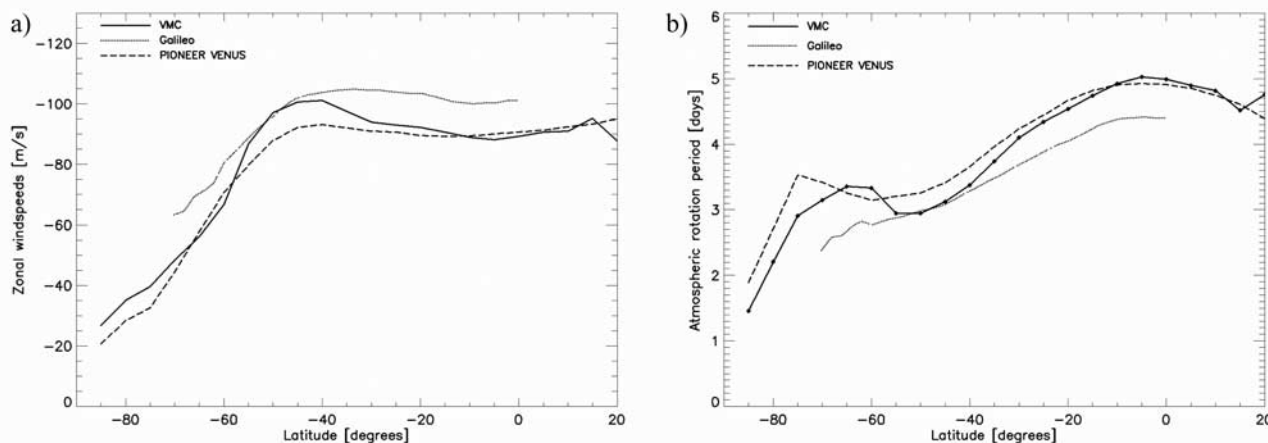 a)
VMC
Galileo
PIONEER VENUS
Zonal windspeeds [m/s]
-120
-100
-80
-60
-40
-20
0
-80 -60 -40 -20 0 20
Latitude [degrees]
b)
VMC
Galileo
PIONEER VENUS
Atmospheric rotation period [days]
6
5
4
3
2
1
0
-80 -60 -40 -20 0 20
Latitude [degrees]